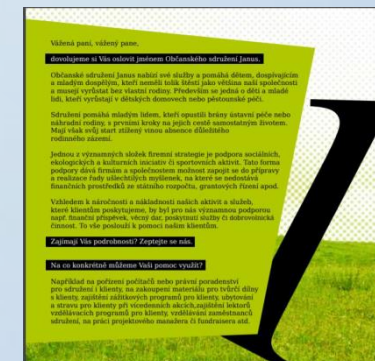 Vážená paní, vážený pane,
dovolujeme si Vás oslovit jménem Občanského sdružení Janus.
Občanské sdružení Janus nabízí své služby a pomáhá dětem, dospívajícím
a mladým dospělým, kteří neměli tolik štěstí jako většina naší společnosti
a museji vyrůstat bez vlastní rodiny. Především se jedná o děti a mladé
lidi, kteří vyrůstají v dětských domovech nebo pěstounské péči.
Sdružení pomáhá mladým lidem, kteří opustili brány ústavní péče nebo
náhradní rodiny, s prvními kroky na jejich cestě samostatným životem.
Mají však svůj start ztížený vinou absence důležitého
rodinného zázemí.
Jednou z významných složek firemní strategie je podpora sociálních,
ekologických a kulturních iniciativ či sportovních aktivit. Tato forma
podpory dává firmám a společnostem možnost zapojit se do přípravy
a realizace řady ušlechtilých myšlenek, na které se nedostává
finančních prostředků ze státního rozpočtu, grantových řízení apod.
Vzhledem k náročnosti a nákladnosti našich aktivit a služeb,
které klientům poskytujeme, by byl pro nás významnou podporou
např. finanční příspěvek, věcný dar, poskytnutí služby či dobrovolnická
činnost. To vše poslouží k pomoci našim klientům.
Zajímají Vás podrobnosti? Zeptejte se nás.
Na co konkrétně můžeme Vaši pomoc využít?
Například na pořízení počítačů nebo právní poradenství
pro sdružení i klienty, na zakoupení materiálu pro tvůrčí dílny
s klienty, zajištění zážitkových programů pro klienty, ubytování
a stravu pro klienty při vícedenních akcích,zajištění lektorů
vzdělávacích programů pro klienty, vzdělávání zaměstnanců
sdružení, na práci projektového manažera či fundraisera atd.